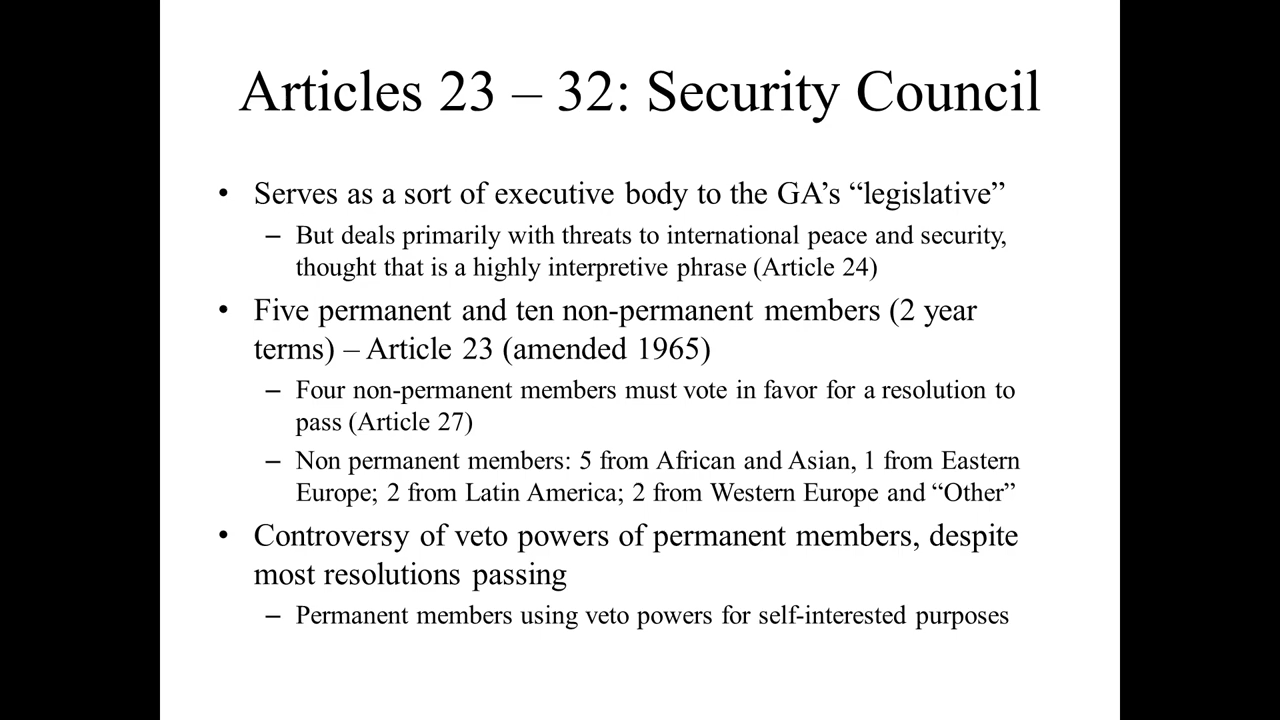 Articles 23 – 32: Security Council
• Serves as a sort of executive body to the GA’s “legislative”
– But deals primarily with threats to international peace and security,
thought that is a highly interpretive phrase (Article 24)
• Five permanent and ten non-permanent members (2 year
terms) – Article 23 (amended 1965)
– Four non-permanent members must vote in favor for a resolution to
pass (Article 27)
– Non permanent members: 5 from African and Asian, 1 from Eastern
Europe; 2 from Latin America; 2 from Western Europe and “Other”
• Controversy of veto powers of permanent members, despite
most resolutions passing
– Permanent members using veto powers for self-interested purposes